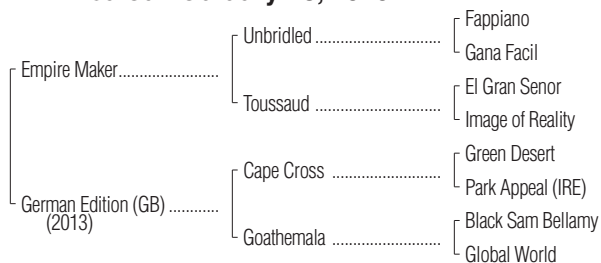 Fappiano
Unbridled
Gana Facil
Empire Maker
El Gran Senor
Toussaud
Image of Reality
Green Desert
Cape Cross
Park Appeal (IRE)
German Edition (GB)
(2013)
Black Sam Bellamy
Goathemala
Global World